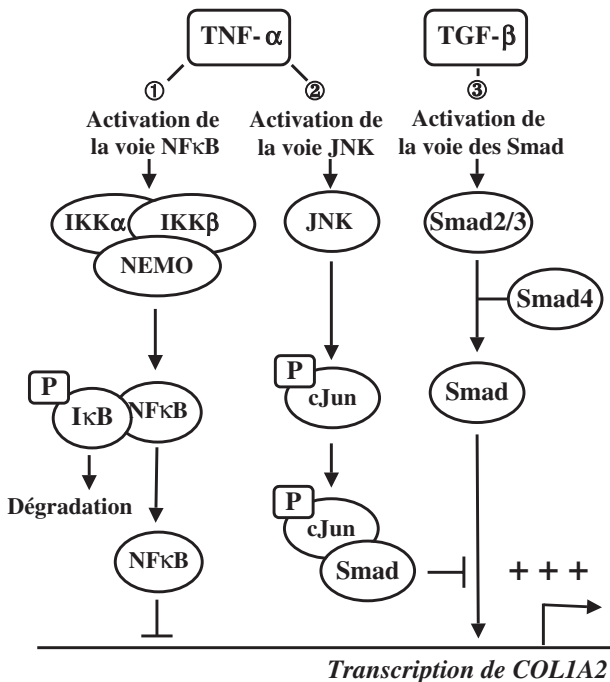 TNF- α
TGF-β
①
②
③
Activation de
la voie NFκB
Activation de
la voie JNK
Activation de
la voie des Smad
IKKα
IKKβ
NEMO
JNK
Smad2/3
Smad4
P
IκB
NFκB
P
cJun
Smad
Dégradation
NFκB
P
cJun
Smad
+ + +
Transcription de COL1A2